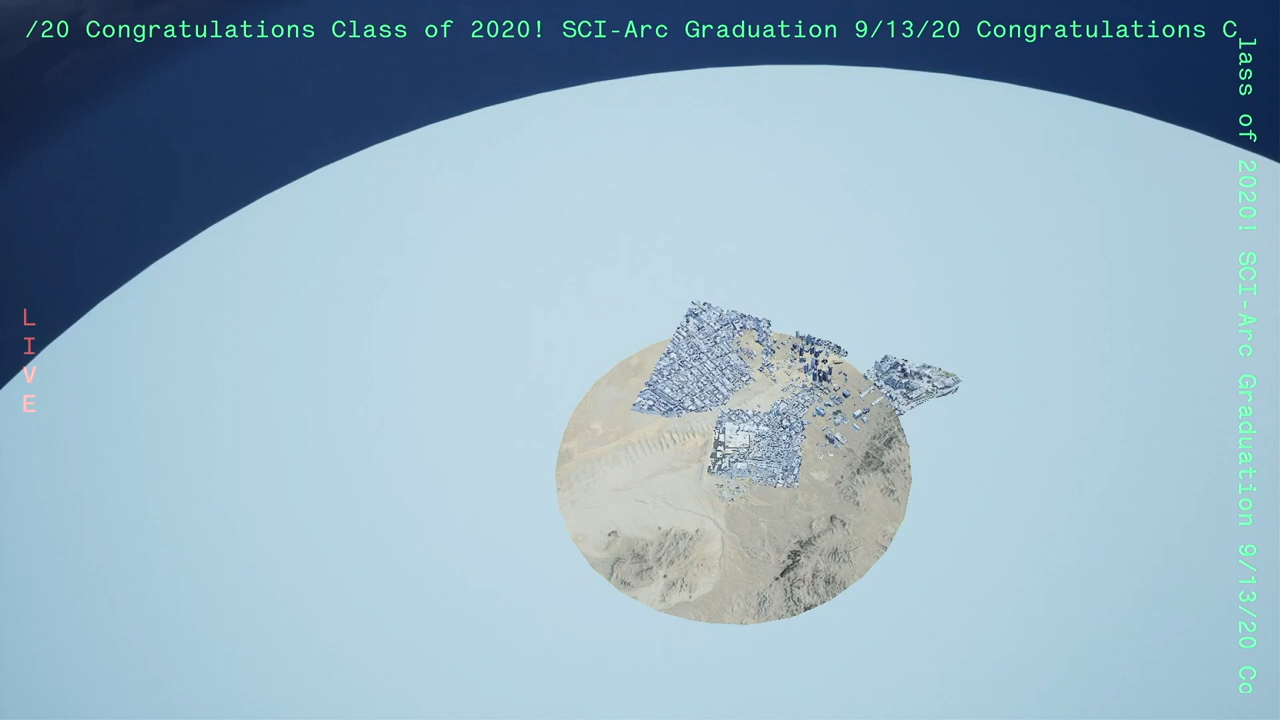 /20 Congratulations Class of 2020! SCI-Arc Graduation 9/13/20 Congratulations C
lass of 2020! SCI-Arc Graduation 9/13/20 Co
LIVE